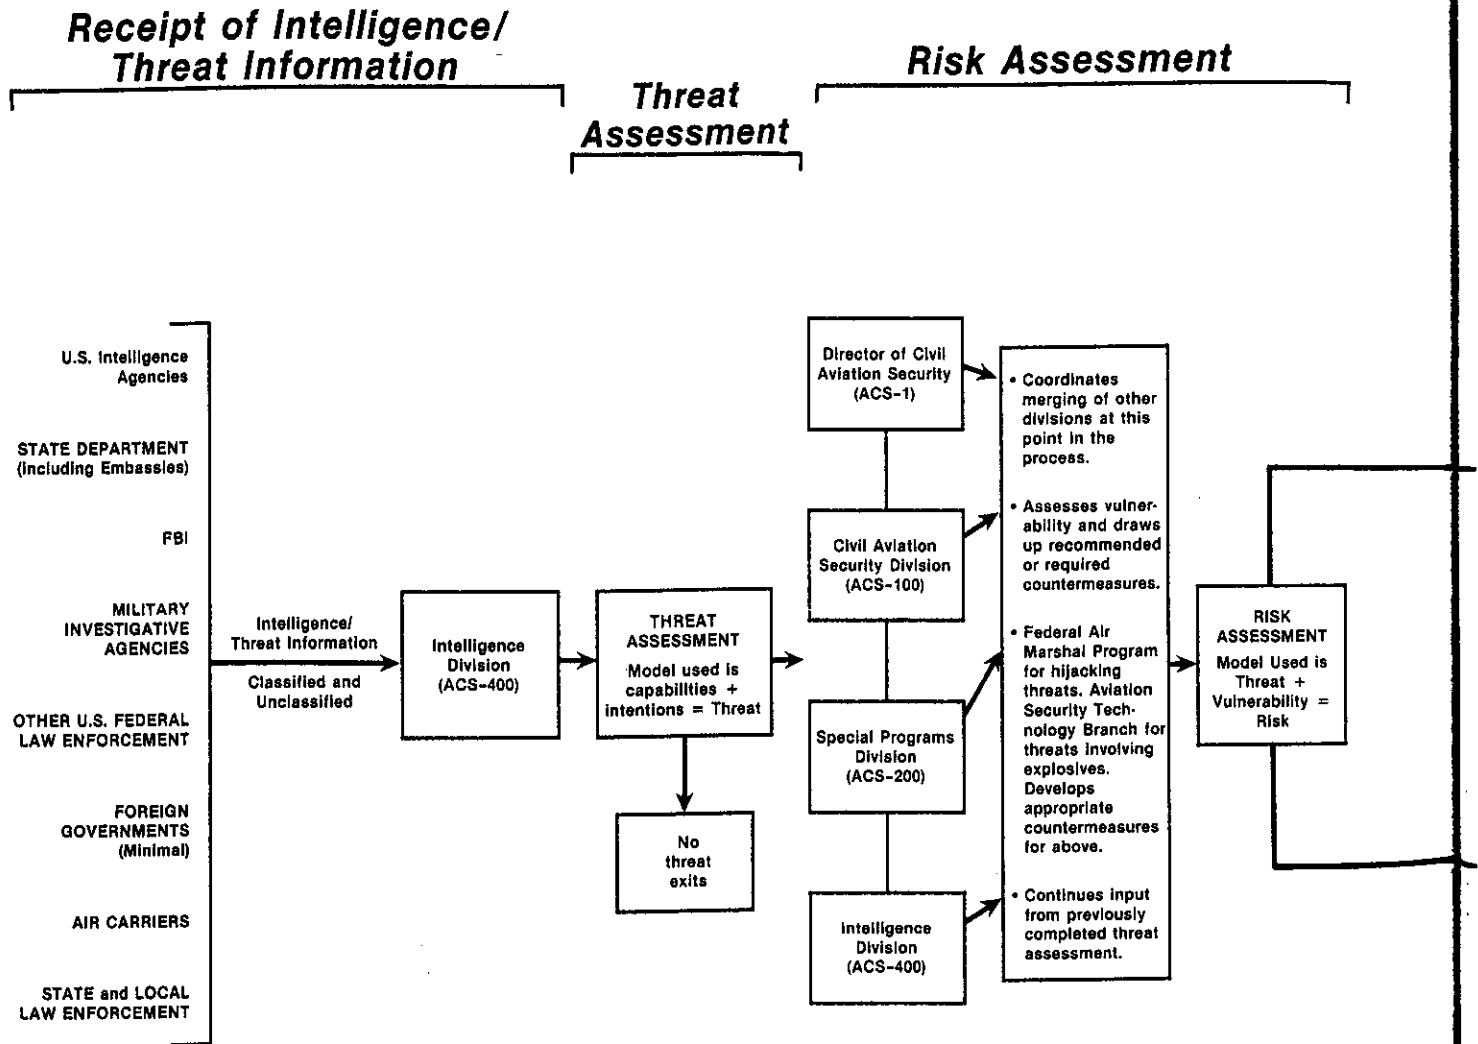 Receipt of Intelligence/
Threat Information
Threat
Assessment
Risk Assessment
U.S. Intelligence
Agencies
STATE DEPARTMENT
(Including Embassies)
FBI
MILITARY
INVESTIGATIVE
AGENCIES
OTHER U.S. FEDERAL
LAW ENFORCEMENT
FOREIGN
GOVERNMENTS
(Minimal)
AIR CARRIERS
STATE and LOCAL
LAW ENFORCEMENT
Intelligence/
Threat Information
Classified and
Unclassified
Intelligence
Division
(ACS-400)
THREAT
ASSESSMENT
Model used is
capabilities +
intentions = Threat
No
threat
exits
Director of Civil
Aviation Security
(ACS-1)
Civil Aviation
Security Division
(ACS-100)
Special Programs
Division
(ACS-200)
Intelligence
Division
(ACS-400)
• Coordinates
merging of other
divisions at this
point in the
process.
• Assesses vulner-
ability and draws
up recommended
or required
countermeasures.
• Federal Air
Marshal Program
for hijacking
threats. Aviation
Security Tech-
nology Branch for
threats involving
explosives.
Develops
appropriate
countermeasures
for above.
• Continues input
from previously
completed threat
assessment.
RISK
ASSESSMENT
Model Used is
Threat +
Vulnerability =
Risk